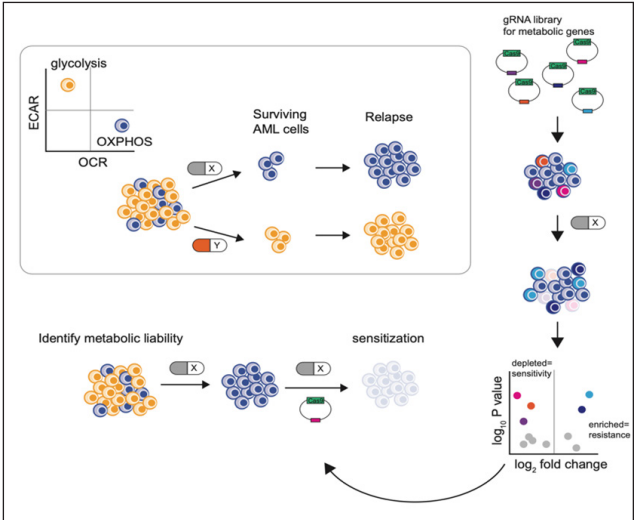 gRNA library
for metabolic genes
Cas9
Cas9
Cas9
Cas9
Cas9
glycolysis
ECAR
OXPHOS
OCR
Surviving
AML cells
Relapse
X
Y
X
Identify metabolic liability
sensitization
X
X
Cas9
depleted=
sensitivity
enriched=
resistance
log10 P value
log2 fold change